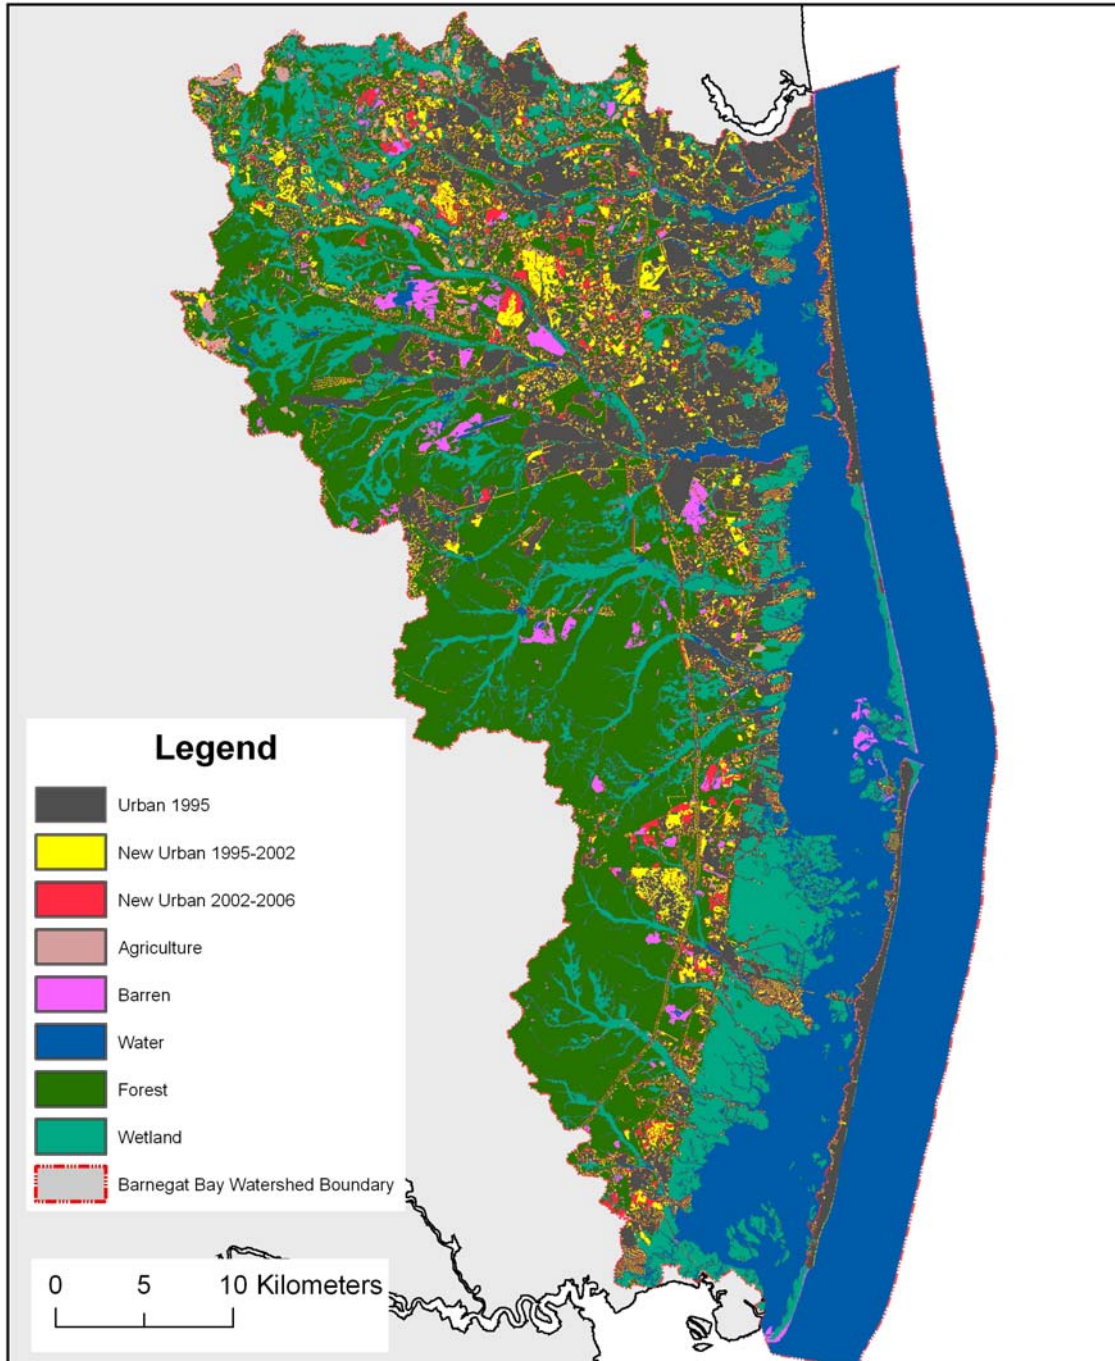 Legend
Urban 1995
New Urban 1995-2002
New Urban 2002-2006
Agriculture
Barren
Water
Forest
Wetland
Barnegat Bay Watershed Boundary
0 5 10 Kilometers